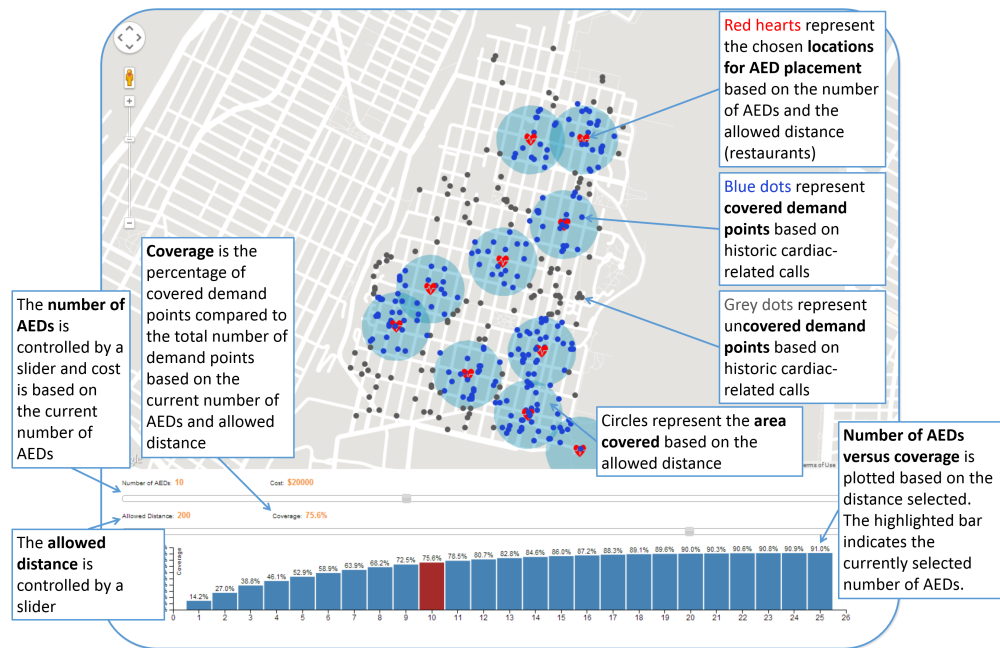 Red hearts represent
the chosen locations
for AED placement
based on the number
of AEDs and the
allowed distance
(restaurants)
Blue dots represent
covered demand
points based on
historic cardiac-
related calls
Grey dots represent
uncovered demand
points based on
historic cardiac-
related calls
Coverage is the
percentage of
covered demand
points compared to
the total number of
demand points
based on the
current number of
AEDs and allowed
distance
The number of
AEDs is
controlled by a
slider and cost
is based on
the current
number of
AEDs
Circles represent the area
covered based on the
allowed distance
Number of AEDs
versus coverage is
plotted based on the
distance selected.
The highlighted bar
indicates the
currently selected
number of AEDs.
The allowed
distance is
controlled by a
slider
erms of Use
Number of AEDs: 10 Cost: $20000
Allowed Distance: 200 Coverage: 75.6%
Coverage
14.2% 27.0% 38.8% 46.1% 52.9% 58.9% 63.9% 68.2% 72.5% 75.6% 78.5% 80.7% 82.8% 84.6% 86.0% 87.2% 88.3% 89.1% 89.6% 90.0% 90.3% 90.6% 90.8% 90.9% 91.0%
0 1 2 3 4 5 6 7 8 9 10 11 12 13 14 15 16 17 18 19 20 21 22 23 24 25 26